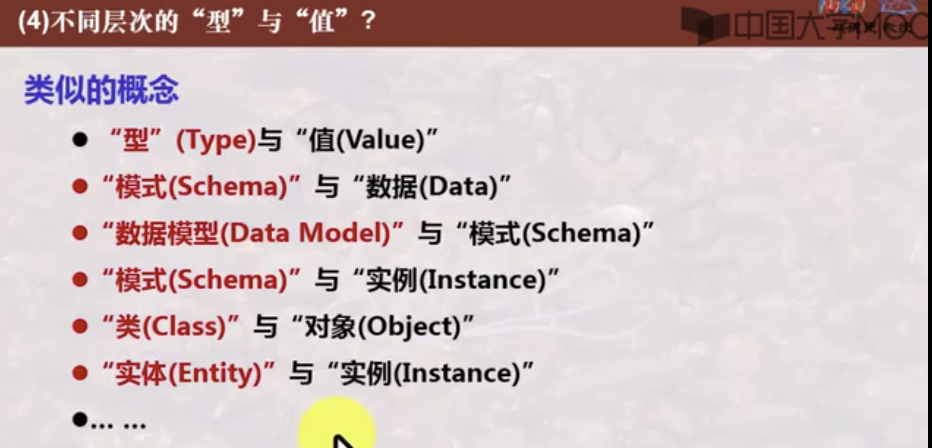 (4)不同层次的“型”与“值”?
中国大学MOO
类似的概念
● “型”(Type)与“值(Value)”
● “模式(Schema)”与“数据(Data)”
● “数据模型(Data Model)”与“模式(Schema)”
● “模式(Schema)”与“实例(Instance)”
● “类(Class)”与“对象(Object)”
● “实体(Entity)”与“实例(Instance)”
●... ...